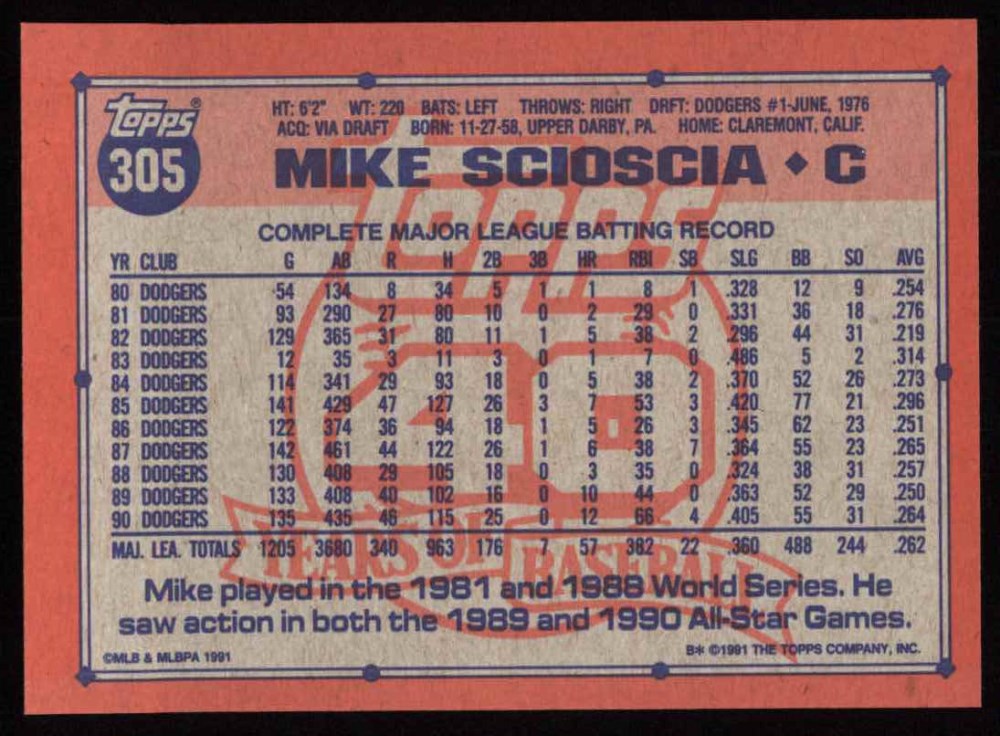 Topps®
305
HT: 6'2" WT: 220 BATS: LEFT THROWS: RIGHT DRFT: DODGERS #1-JUNE, 1976
ACQ: VIA DRAFT BORN: 11-27-58, UPPER DARBY, PA. HOME: CLAREMONT, CALIF.
MIKE SCIOSCIA ♦ C
Topps
COMPLETE MAJOR LEAGUE BATTING RECORD
YR CLUB G AB R H 2B 3B HR RBI SB SLG BB SO AVG
80 DODGERS 54 134 8 34 5 1 1 8 1 .328 12 9 .254
81 DODGERS 93 290 27 80 10 0 2 29 0 .331 36 18 .276
82 DODGERS 129 365 31 80 11 1 5 38 2 .296 44 31 .219
83 DODGERS 12 35 3 11 3 0 1 7 0 .486 5 2 .314
84 DODGERS 114 341 29 93 18 0 5 38 2 .370 52 26 .273
85 DODGERS 141 429 47 127 26 3 7 53 3 .420 77 21 .296
86 DODGERS 122 374 36 94 18 1 5 26 3 .345 62 23 .251
87 DODGERS 142 461 44 122 26 1 6 38 7 .364 55 23 .265
88 DODGERS 130 408 29 105 18 0 3 35 0 .324 38 31 .257
89 DODGERS 133 408 40 102 16 0 10 44 0 .363 52 29 .250
90 DODGERS 135 435 46 115 25 0 12 66 4 .405 55 31 .264
MAJ. LEA. TOTALS 1205 3680 340 963 176 7 57 382 22 .360 488 244 .262
40
YEARS OF BASEBALL
Mike played in the 1981 and 1988 World Series. He
saw action in both the 1989 and 1990 All-Star Games.
©MLB & MLBPA 1991
B* ©1991 THE TOPPS COMPANY, INC.